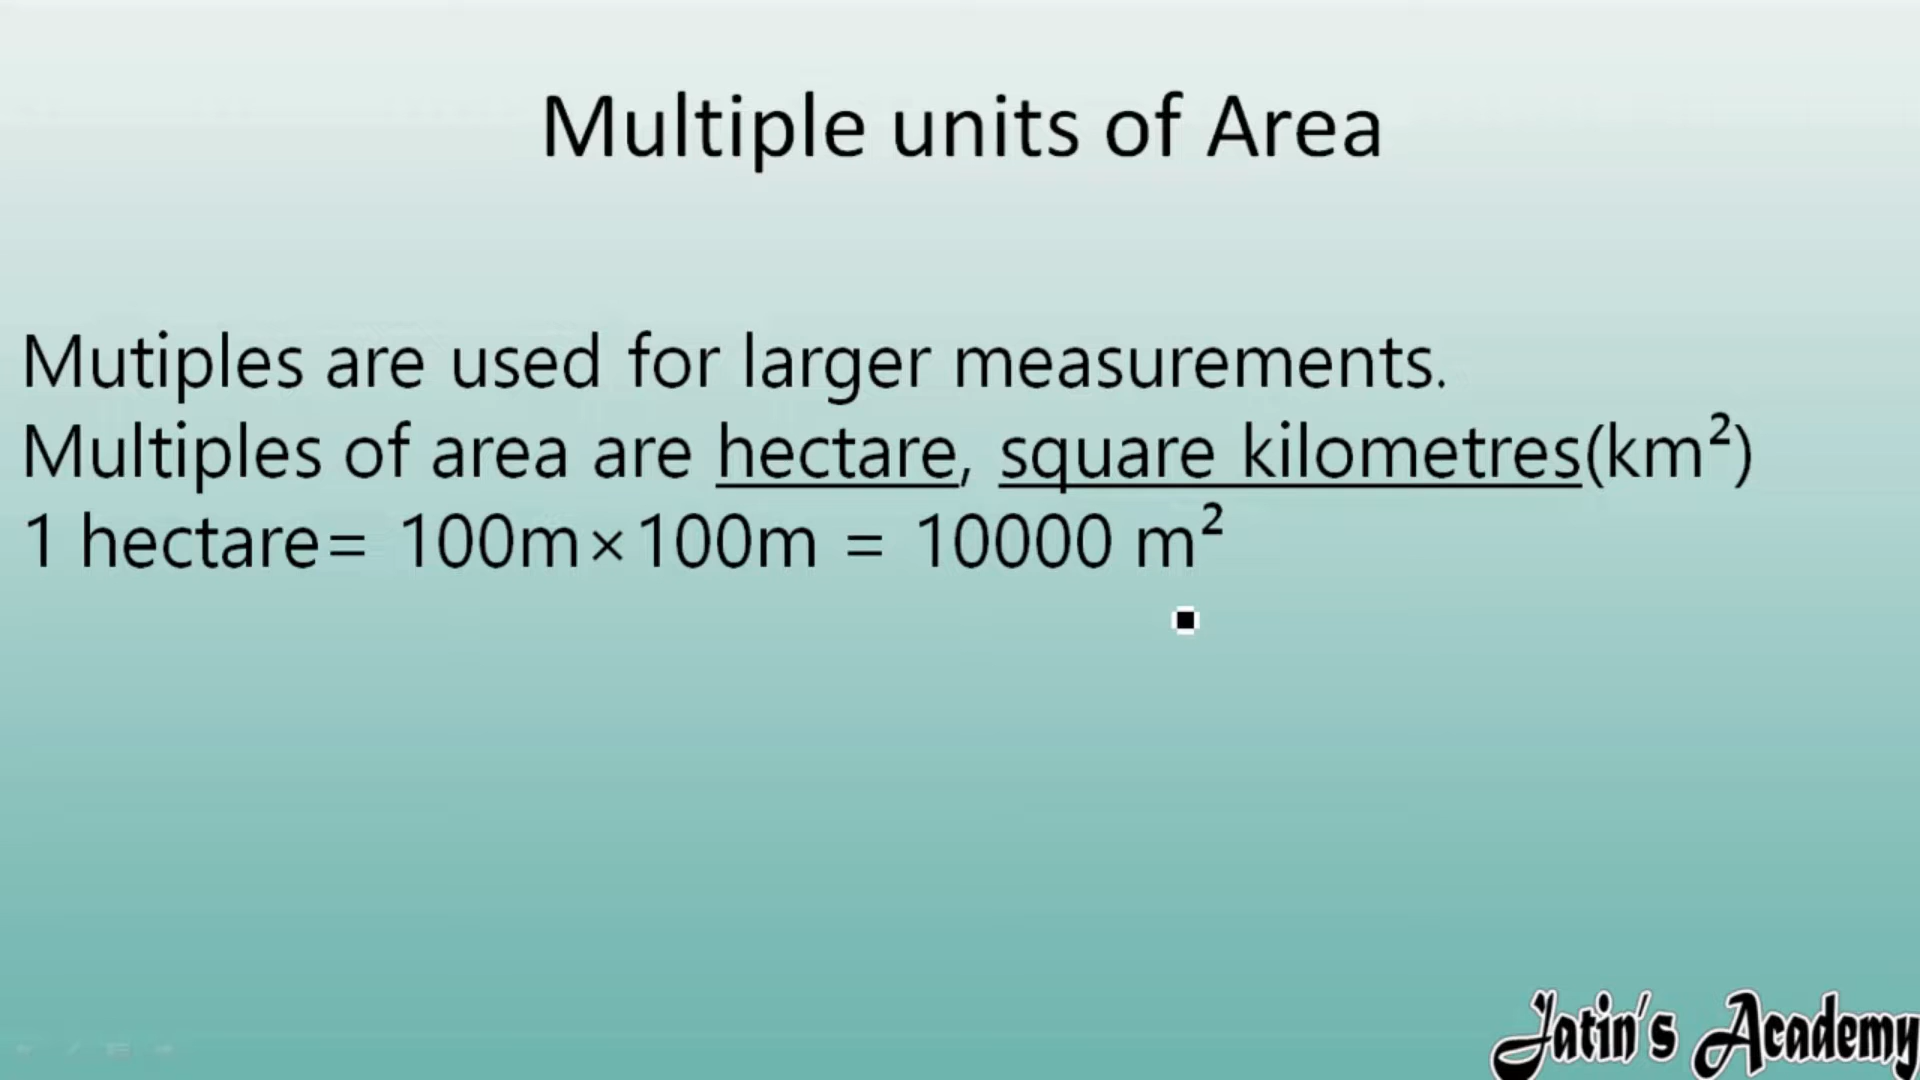 Multiple units of Area
Mutiples are used for larger measurements.
Multiples of area are hectare, square kilometres(km²)
1 hectare= 100m×100m = 10000 m²
Jatin's Academy